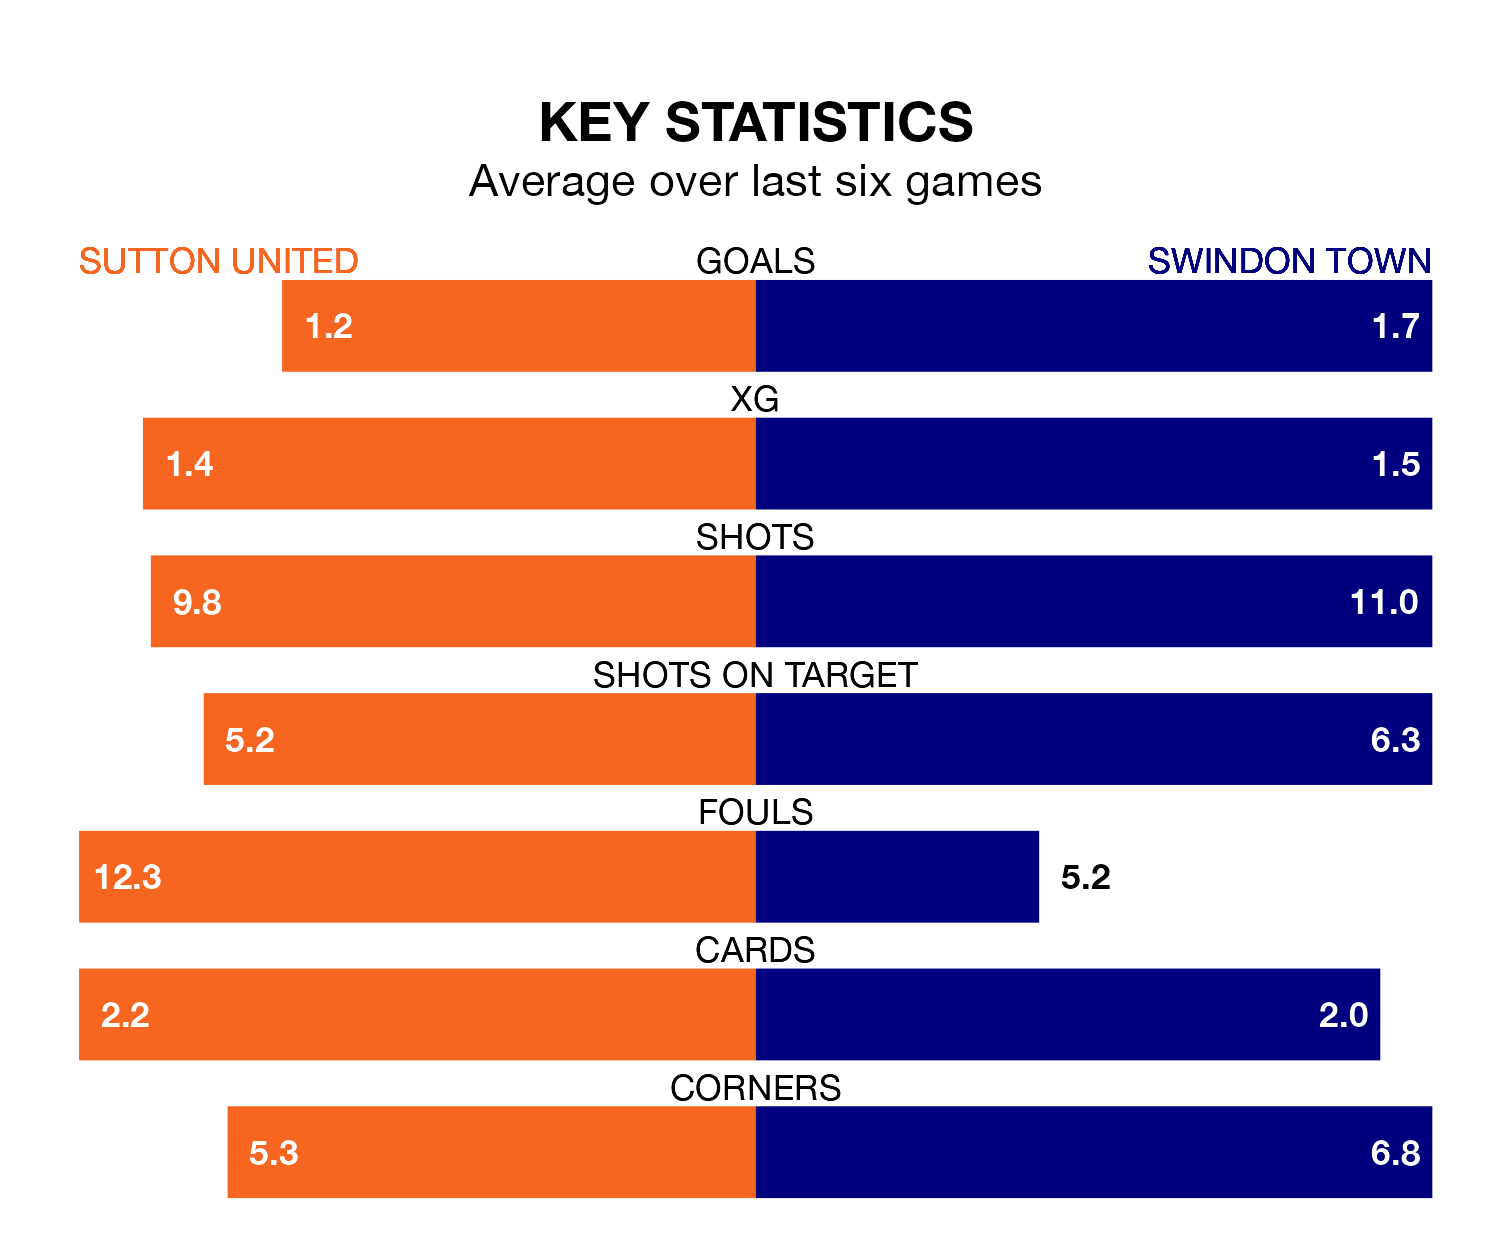 KEY STATISTICS
Average over last six games
SUTTON UNITED GOALS SWINDON TOWN
1.2 1.7
XG
1.4 1.5
SHOTS
9.8 11.0
SHOTS ON TARGET
5.2 6.3
FOULS
12.3 5.2
CARDS
2.2 2.0
CORNERS
5.3 6.8